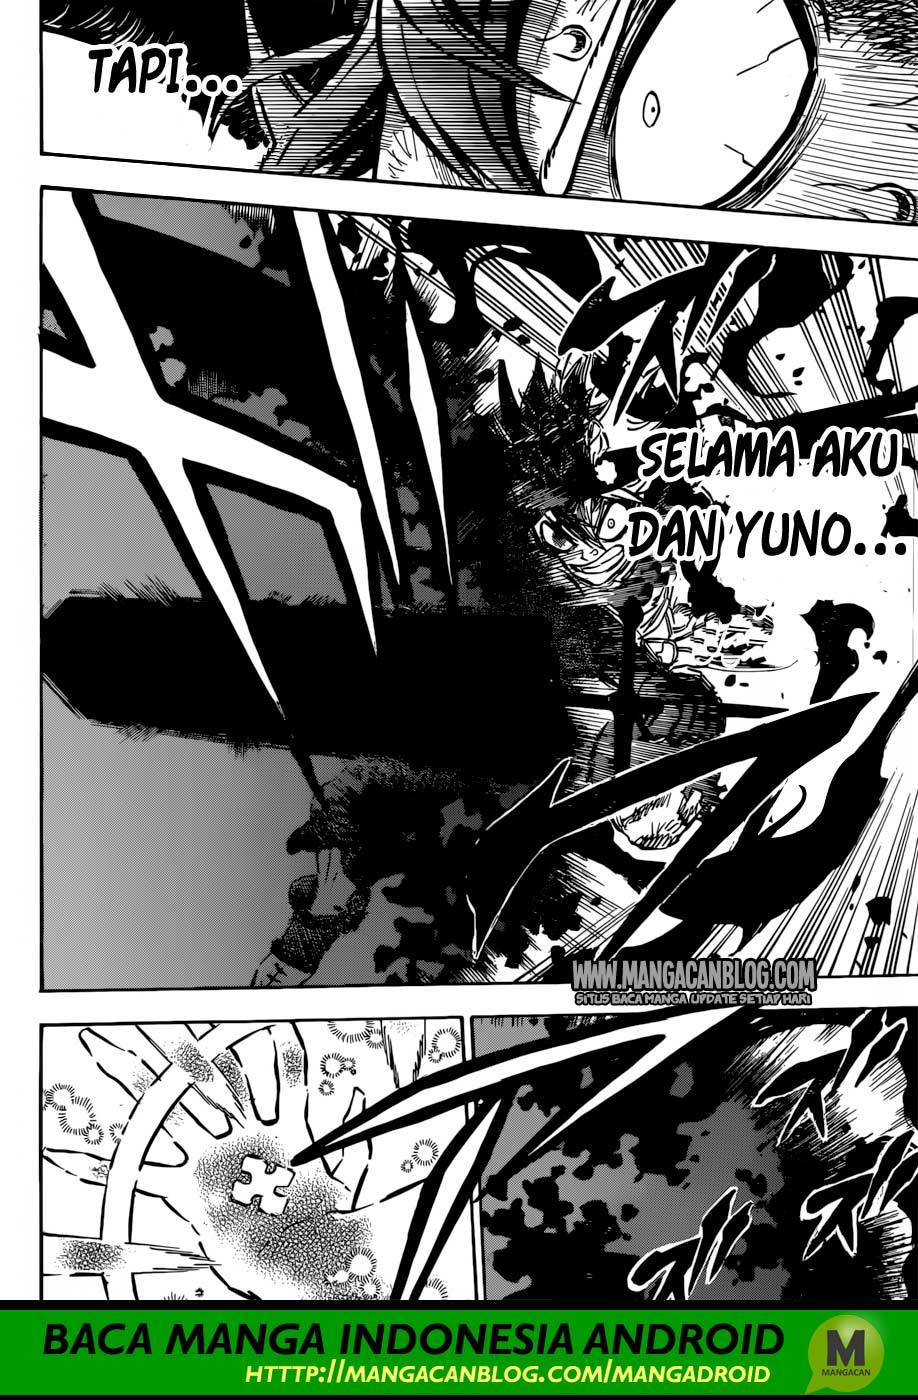 TAPI...
SELAMA AKU
DAN YUNO...
WWW.MANGACANBLOG.COM
SITUS BACA MANGA UPDATE SETIAP HARI
BACA MANGA INDONESIA ANDROID
HTTTP://MANGACANBLOG.COM/MANGADROID
M
MANGACAN